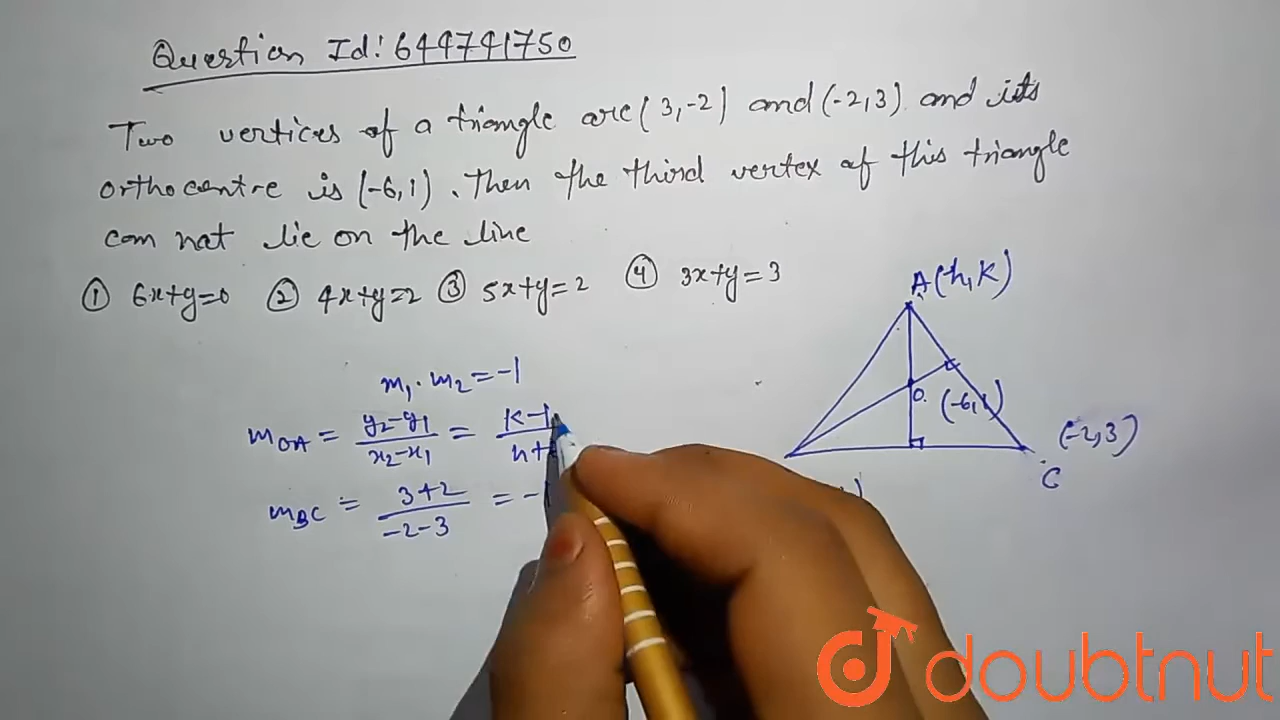 Question Id: 644741750
Two vertices of a triangle are (3,-2) and (-2,3) and its
orthocentre is (-6,1). Then the third vertex of this triangle
can not lie on the line
① 6x+y=0 ② 4x+y=2 ③ 5x+y=2 ④ 3x+y=3
A(h,K)
m₁.m₂=-1
m_OA = y₂-y₁/x₂-x₁ = K-1/h+
O. (-6,1)
(-2,3)
C
m_BC = 3+2/-2-3 = -1
doubtnut